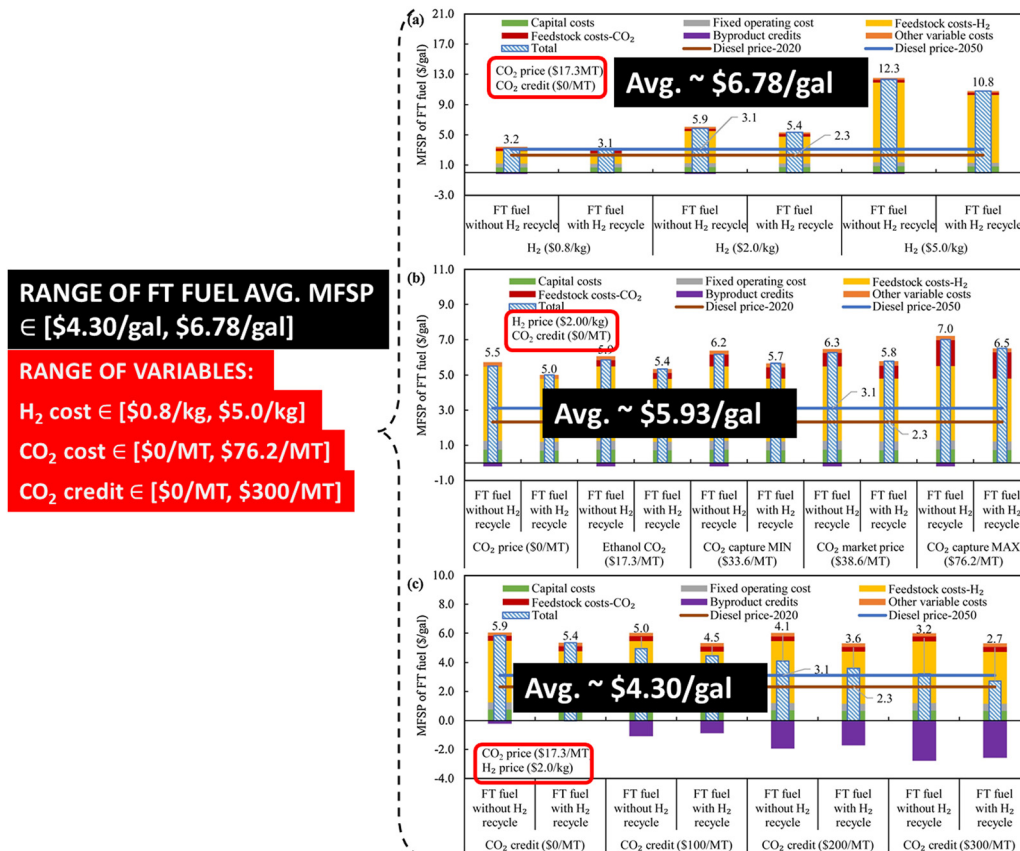 RANGE OF FT FUEL AVG. MFSP
∈ [$4.30/gal, $6.78/gal]
RANGE OF VARIABLES:
H₂ cost ∈ [$0.8/kg, $5.0/kg]
CO₂ cost ∈ [$0/MT, $76.2/MT]
CO₂ credit ∈ [$0/MT, $300/MT]
(a)
MFSP of FT fuel ($/gal)
21.0
17.0
13.0
9.0
5.0
1.0
-3.0
Capital costs
Fixed operating cost
Feedstock costs-H₂
Feedstock costs-CO₂
Byproduct credits
Other variable costs
Total
Diesel price-2020
Diesel price-2050
CO₂ price ($17.3MT)
CO₂ credit ($0/MT)
Avg. ~ $6.78/gal
3.2
3.1
5.9
5.4
12.3
10.8
3.1
2.3
FT fuel without H₂ recycle
FT fuel with H₂ recycle
FT fuel without H₂ recycle
FT fuel with H₂ recycle
FT fuel without H₂ recycle
FT fuel with H₂ recycle
H₂ ($0.8/kg)
H₂ ($2.0/kg)
H₂ ($5.0/kg)
(b)
MFSP of FT fuel ($/gal)
11.0
9.0
7.0
5.0
3.0
1.0
-1.0
Capital costs
Fixed operating cost
Feedstock costs-H₂
Feedstock costs-CO₂
Byproduct credits
Other variable costs
Total
Diesel price-2020
Diesel price-2050
H₂ price ($2.00/kg)
CO₂ credit ($0/MT)
Avg. ~ $5.93/gal
5.5
5.0
5.9
5.4
6.2
5.7
6.3
5.8
7.0
6.5
3.1
2.3
FT fuel without H₂ recycle
FT fuel with H₂ recycle
FT fuel without H₂ recycle
FT fuel with H₂ recycle
FT fuel without H₂ recycle
FT fuel with H₂ recycle
FT fuel without H₂ recycle
FT fuel with H₂ recycle
FT fuel without H₂ recycle
FT fuel with H₂ recycle
CO₂ price ($0/MT)
Ethanol CO₂ ($17.3/MT)
CO₂ capture MIN ($33.6/MT)
CO₂ market price ($38.6/MT)
CO₂ capture MAX ($76.2/MT)
(c)
MFSP of FT fuel ($/gal)
10.0
8.0
6.0
4.0
2.0
0.0
-2.0
-4.0
Capital costs
Fixed operating cost
Feedstock costs-H₂
Feedstock costs-CO₂
Byproduct credits
Other variable costs
Total
Diesel price-2020
Diesel price-2050
5.9
5.4
5.0
4.5
4.1
3.6
3.2
2.7
3.1
2.3
Avg. ~ $4.30/gal
CO₂ price ($17.3/MT
H₂ price ($2.0/kg)
FT fuel without H₂ recycle
FT fuel with H₂ recycle
FT fuel without H₂ recycle
FT fuel with H₂ recycle
FT fuel without H₂ recycle
FT fuel with H₂ recycle
FT fuel without H₂ recycle
FT fuel with H₂ recycle
CO₂ credit ($0/MT)
CO₂ credit ($100/MT)
CO₂ credit ($200/MT)
CO₂ credit ($300/MT)